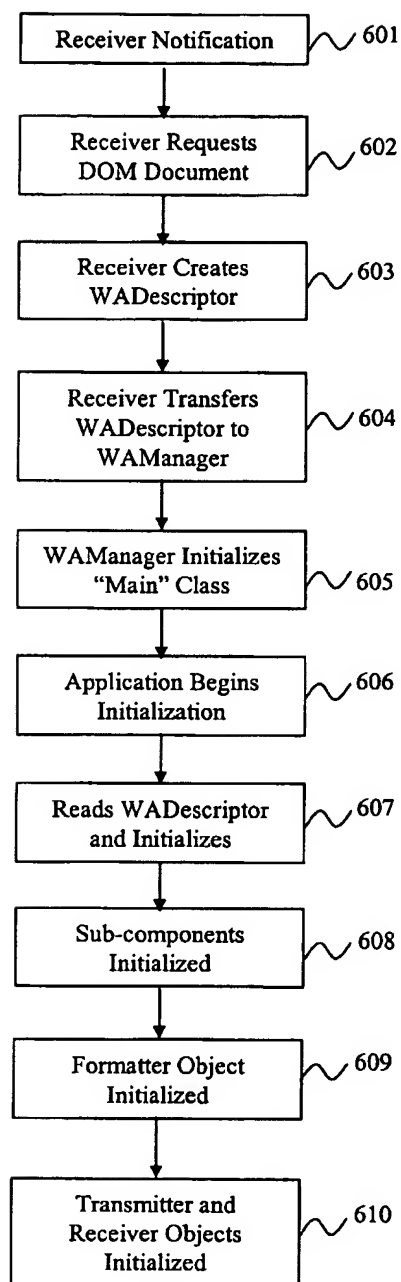 Receiver Notification
601
Receiver Requests
DOM Document
602
Receiver Creates
WADescriptor
603
Receiver Transfers
WADescriptor to
WAManager
604
WAManager Initializes
“Main” Class
605
Application Begins
Initialization
606
Reads WADescriptor
and Initializes
607
Sub-components
Initialized
608
Formatter Object
Initialized
609
Transmitter and
Receiver Objects
Initialized
610